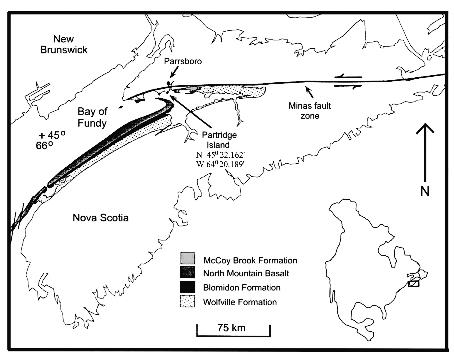 New
Brunswick
Parrsboro
Bay of
Fundy
Minas fault
zone
+ 45°
66°
Partridge
Island
N 45° 22.162'
W 64° 20.189'
N
Nova Scotia
McCoy Brook Formation
North Mountain Basalt
Blomidon Formation
Wolfville Formation
75 km